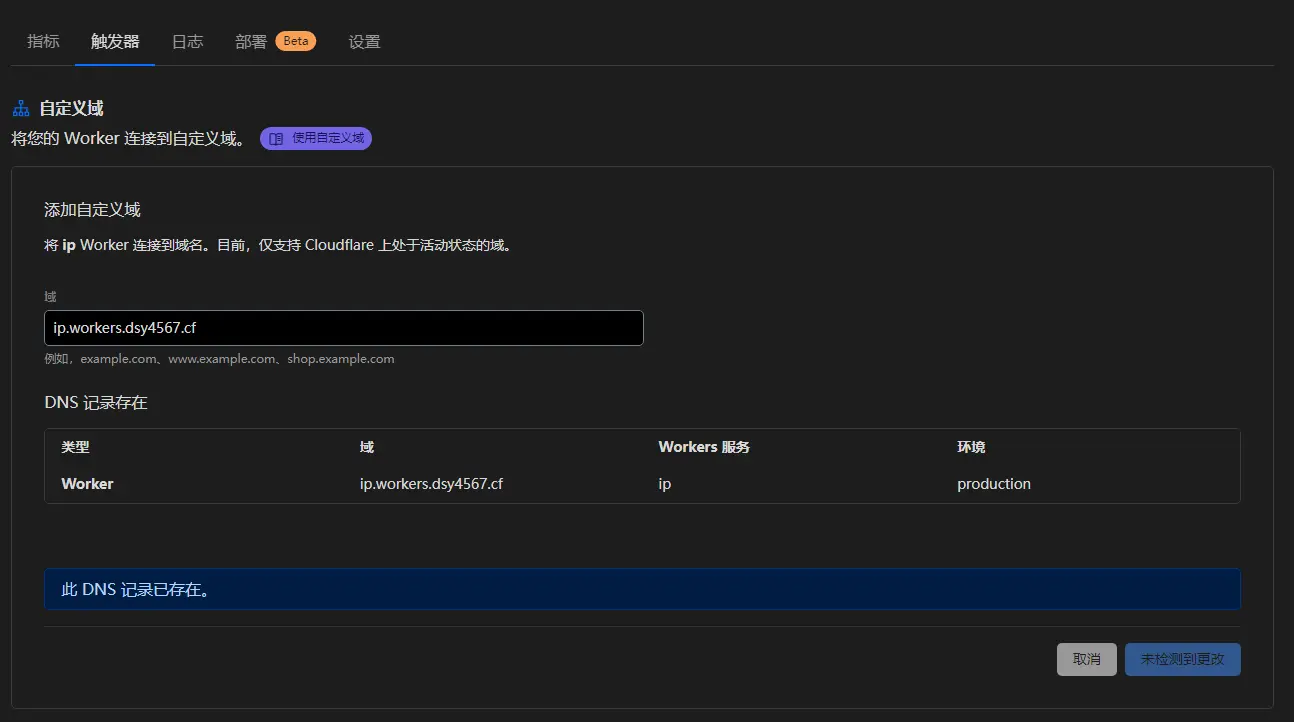 指标 触发器 日志 部署 Beta 设置
自定义域
将您的 Worker 连接到自定义域。 使用自定义域
添加自定义域
将 ip Worker 连接到域名。目前，仅支持 Cloudflare 上处于活动状态的域。
域
ip.workers.dsy4567.cf
例如，example.com、www.example.com、shop.example.com
DNS 记录存在
类型 域 Workers 服务 环境
Worker ip.workers.dsy4567.cf ip production
此 DNS 记录已存在。
取消 未检测到更改